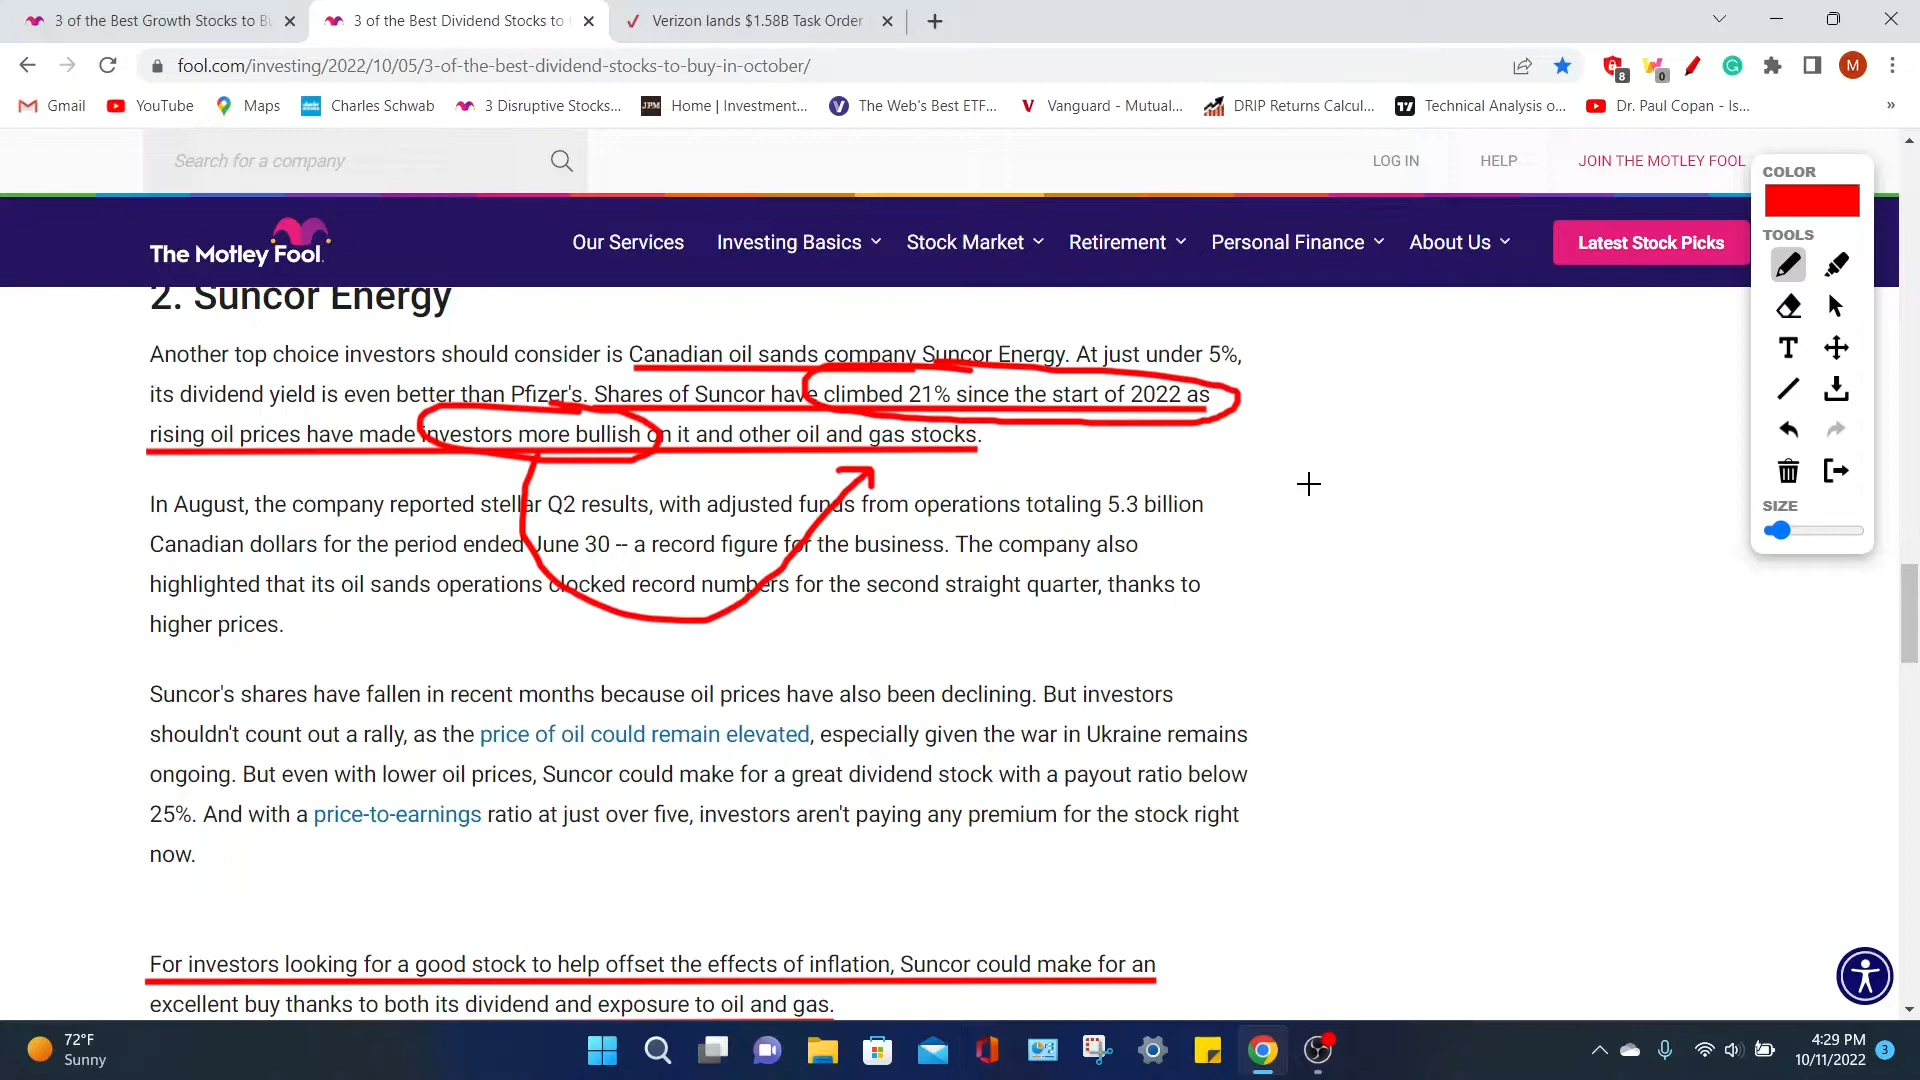 3 of the Best Growth Stocks to Bu
3 of the Best Dividend Stocks to
Verizon lands $1.58B Task Order
fool.com/investing/2022/10/05/3-of-the-best-dividend-stocks-to-buy-in-october/
8
0
M
Gmail
YouTube
Maps
Charles Schwab
3 Disruptive Stocks...
JPM
Home | Investment...
The Web's Best ETF...
Vanguard - Mutual...
DRIP Returns Calcul...
Technical Analysis o...
Dr. Paul Copan - Is...
»
Search for a company
LOG IN
HELP
JOIN THE MOTLEY FOOL
The Motley Fool.
Our Services
Investing Basics
Stock Market
Retirement
Personal Finance
About Us
Latest Stock Picks
COLOR
TOOLS
T
SIZE
2. Suncor Energy
Another top choice investors should consider is Canadian oil sands company Suncor Energy. At just under 5%,
its dividend yield is even better than Pfizer's. Shares of Suncor have climbed 21% since the start of 2022 as
rising oil prices have made investors more bullish on it and other oil and gas stocks.
In August, the company reported stellar Q2 results, with adjusted funds from operations totaling 5.3 billion
Canadian dollars for the period ended June 30 -- a record figure for the business. The company also
highlighted that its oil sands operations clocked record numbers for the second straight quarter, thanks to
higher prices.
Suncor's shares have fallen in recent months because oil prices have also been declining. But investors
shouldn't count out a rally, as the price of oil could remain elevated, especially given the war in Ukraine remains
ongoing. But even with lower oil prices, Suncor could make for a great dividend stock with a payout ratio below
25%. And with a price-to-earnings ratio at just over five, investors aren't paying any premium for the stock right
now.
For investors looking for a good stock to help offset the effects of inflation, Suncor could make for an
excellent buy thanks to both its dividend and exposure to oil and gas.
72°F
Sunny
4:29 PM
10/11/2022
3